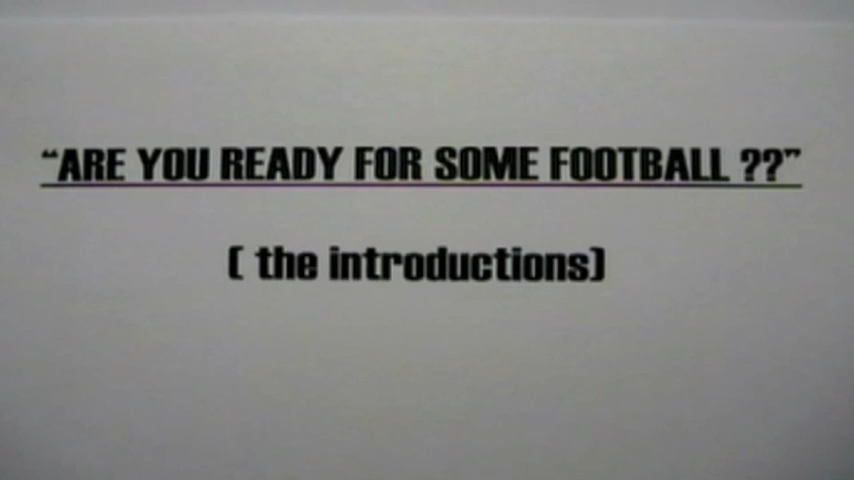 “ARE YOU READY FOR SOME FOOTBALL ??”
( the introductions)